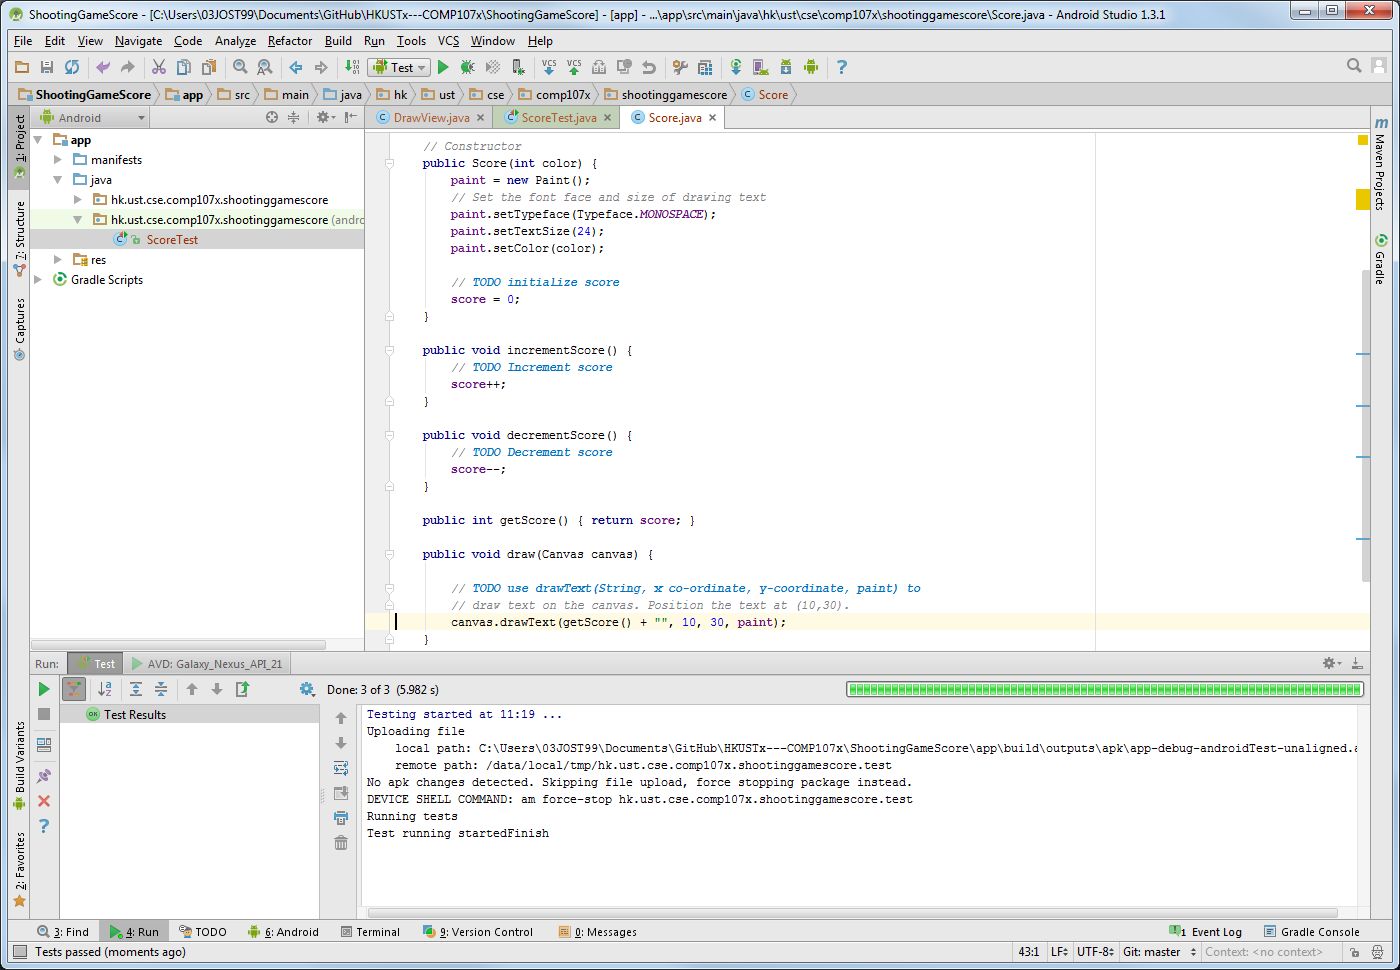 ShootingGameScore - [C:\Users\03JOST99\Documents\GitHub\HKUSTx---COMP107x\ShootingGameScore] - [app] - ...\app\src\main\java\hk\ust\cse\comp107x\shootinggamescore\Score.java - Android Studio 1.3.1
File Edit View Navigate Code Analyze Refactor Build Run Tools VCS Window Help
Test
VCS VCS
ShootingGameScore app src main java hk ust cse comp107x shootinggamescore Score
Android
DrawView.java ScoreTest.java Score.java
1: Project
7: Structure
Captures
Build Variants
2: Favorites
app
manifests
java
hk.ust.cse.comp107x.shootinggamescore
hk.ust.cse.comp107x.shootinggamescore (andro
ScoreTest
res
Gradle Scripts
// Constructor
public Score(int color) {
paint = new Paint();
// Set the font face and size of drawing text
paint.setTypeface(Typeface.MONOSPACE);
paint.setTextSize(24);
paint.setColor(color);
// TODO initialize score
score = 0;
}
public void incrementScore() {
// TODO Increment score
score++;
}
public void decrementScore() {
// TODO Decrement score
score--;
}
public int getScore() { return score; }
public void draw(Canvas canvas) {
// TODO use drawText(String, x co-ordinate, y-coordinate, paint) to
// draw text on the canvas. Position the text at (10,30).
canvas.drawText(getScore() + "", 10, 30, paint);
}
m Maven Projects
Gradle
Run: Test AVD: Galaxy_Nexus_API_21
Done: 3 of 3 (5.982 s)
OK Test Results
Testing started at 11:19 ...
Uploading file
local path: C:\Users\03JOST99\Documents\GitHub\HKUSTx---COMP107x\ShootingGameScore\app\build\outputs\apk\app-debug-androidTest-unaligned.a
remote path: /data/local/tmp/hk.ust.cse.comp107x.shootinggamescore.test
No apk changes detected. Skipping file upload, force stopping package instead.
DEVICE SHELL COMMAND: am force-stop hk.ust.cse.comp107x.shootinggamescore.test
Running tests
Test running startedFinish
3: Find 4: Run TODO 6: Android Terminal 9: Version Control 0: Messages 1 Event Log Gradle Console
Tests passed (moments ago) 43:1 LF UTF-8 Git: master Context: <no context>